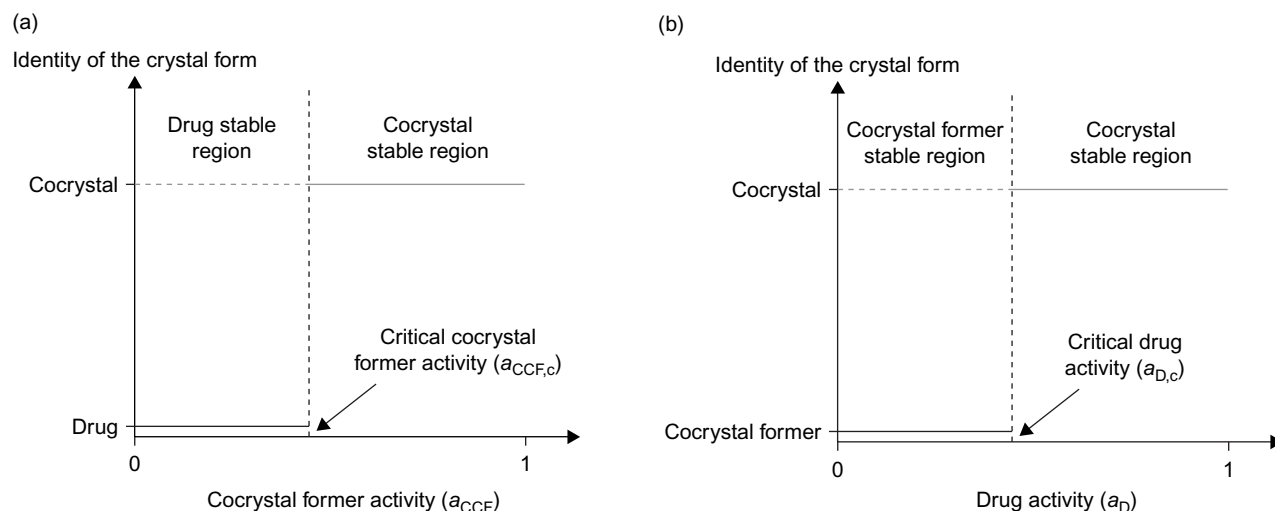 (a)
Identity of the crystal form
Drug stable
region
Cocrystal
stable region
Cocrystal
Critical cocrystal
former activity (aCCF,c)
Drug
0
1
Cocrystal former activity (aCCF)
(b)
Identity of the crystal form
Cocrystal former
stable region
Cocrystal
stable region
Cocrystal
Critical drug
activity (aD,c)
Cocrystal former
0
1
Drug activity (aD)